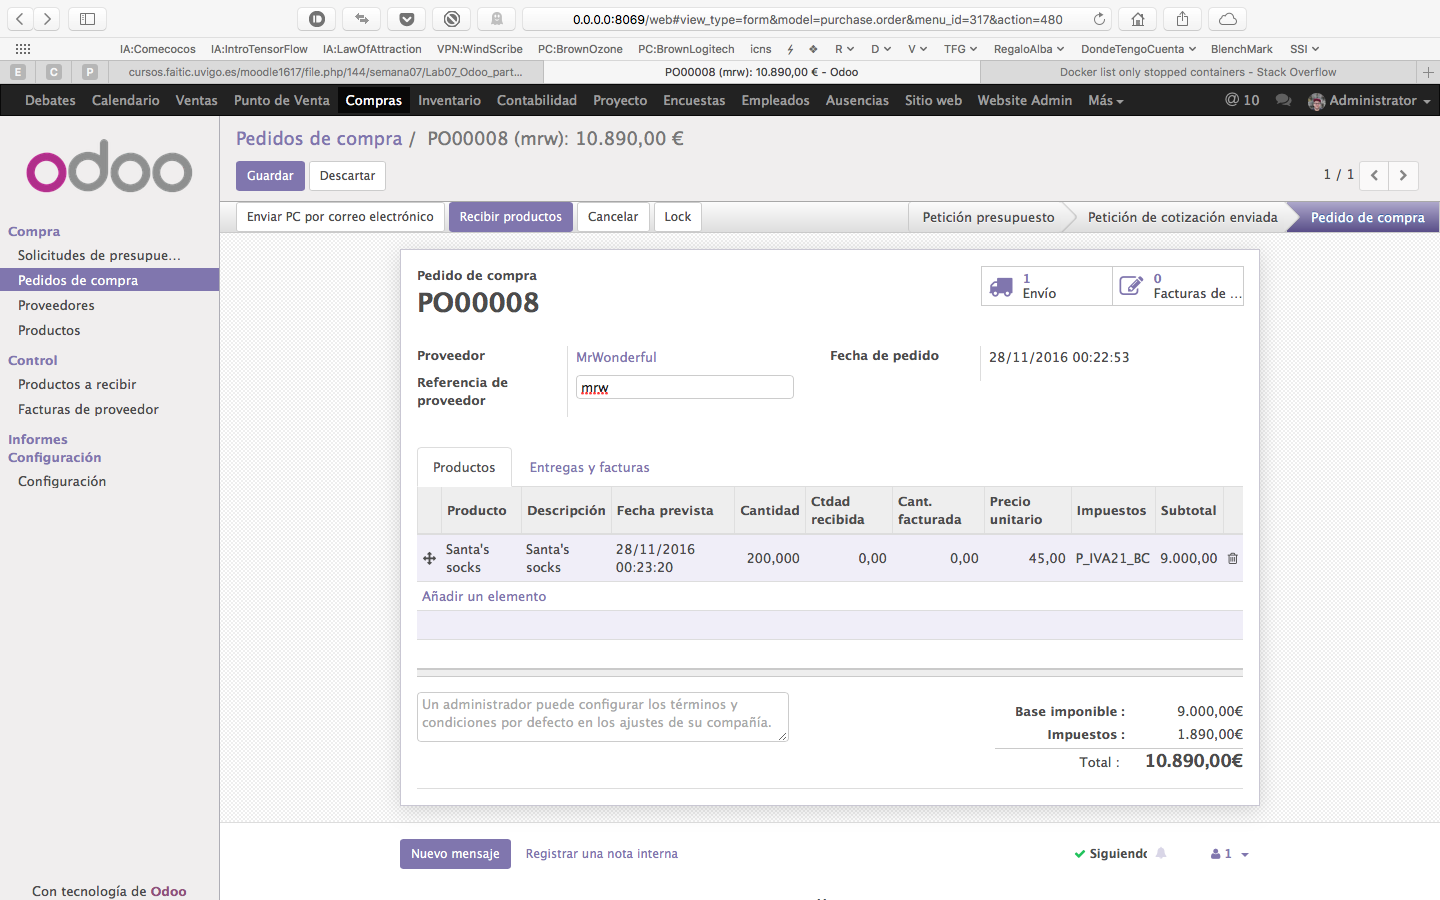 0.0.0.0:8069/web#view_type=form&model=purchase.order&menu_id=317&action=480
IA:Comecocos IA:IntroTensorFlow IA:LawOfAttraction VPN:WindScribe PC:BrownOzone PC:BrownLogitech icns R D V TFG RegaloAlba DondeTengoCuenta BlenchMark SSI
E C P cursos.faitic.uvigo.es/moodle1617/file.php/144/semana07/Lab07_Odoo_part... PO00008 (mrw): 10.890,00 € - Odoo Docker list only stopped containers - Stack Overflow
Debates Calendario Ventas Punto de Venta Compras Inventario Contabilidad Proyecto Encuestas Empleados Ausencias Sitio web Website Admin Más @ 10 Administrator
odoo
Compra
Solicitudes de presupue...
Pedidos de compra
Proveedores
Productos
Control
Productos a recibir
Facturas de proveedor
Informes
Configuración
Configuración
Con tecnología de Odoo
Pedidos de compra / PO00008 (mrw): 10.890,00 €
Guardar Descartar 1 / 1
Enviar PC por correo electrónico Recibir productos Cancelar Lock Petición presupuesto Petición de cotización enviada Pedido de compra
Pedido de compra
PO00008
1 Envío
0 Facturas de ...
Proveedor MrWonderful
Fecha de pedido 28/11/2016 00:22:53
Referencia de proveedor mrw
Productos Entregas y facturas
Producto Descripción Fecha prevista Cantidad Ctdad recibida Cant. facturada Precio unitario Impuestos Subtotal
Santa's socks Santa's socks 28/11/2016 00:23:20 200,000 0,00 0,00 45,00 P_IVA21_BC 9.000,00
Añadir un elemento
Un administrador puede configurar los términos y
condiciones por defecto en los ajustes de su compañía.
Base imponible : 9.000,00€
Impuestos : 1.890,00€
Total : 10.890,00€
Nuevo mensaje Registrar una nota interna Siguiendo 1